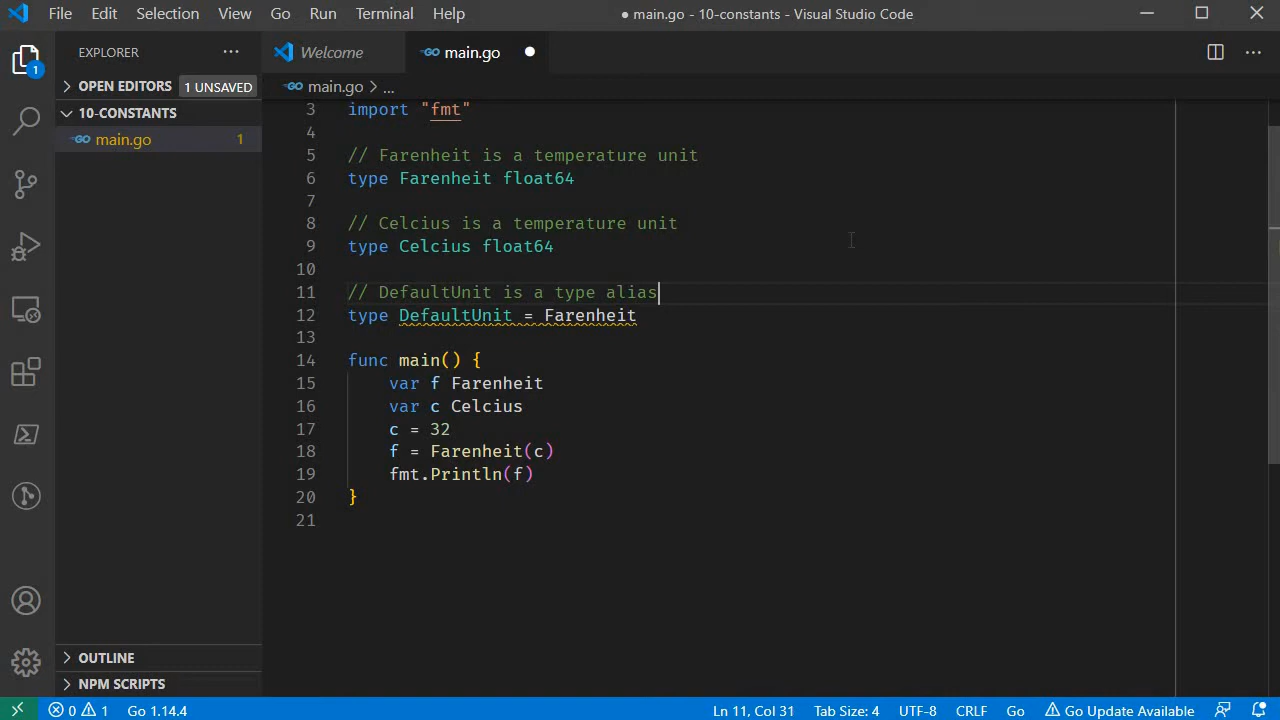 File Edit Selection View Go Run Terminal Help ● main.go - 10-constants - Visual Studio Code
EXPLORER ···
OPEN EDITORS 1 UNSAVED
10-CONSTANTS
main.go 1
OUTLINE
NPM SCRIPTS
1
Welcome main.go
main.go > ...
3 import "fmt"
4
5 // Farenheit is a temperature unit
6 type Farenheit float64
7
8 // Celcius is a temperature unit
9 type Celcius float64
10
11 // DefaultUnit is a type alias
12 type DefaultUnit = Farenheit
13
14 func main() {
15 var f Farenheit
16 var c Celcius
17 c = 32
18 f = Farenheit(c)
19 fmt.Println(f)
20 }
21
0 1 Go 1.14.4 Ln 11, Col 31 Tab Size: 4 UTF-8 CRLF Go Go Update Available